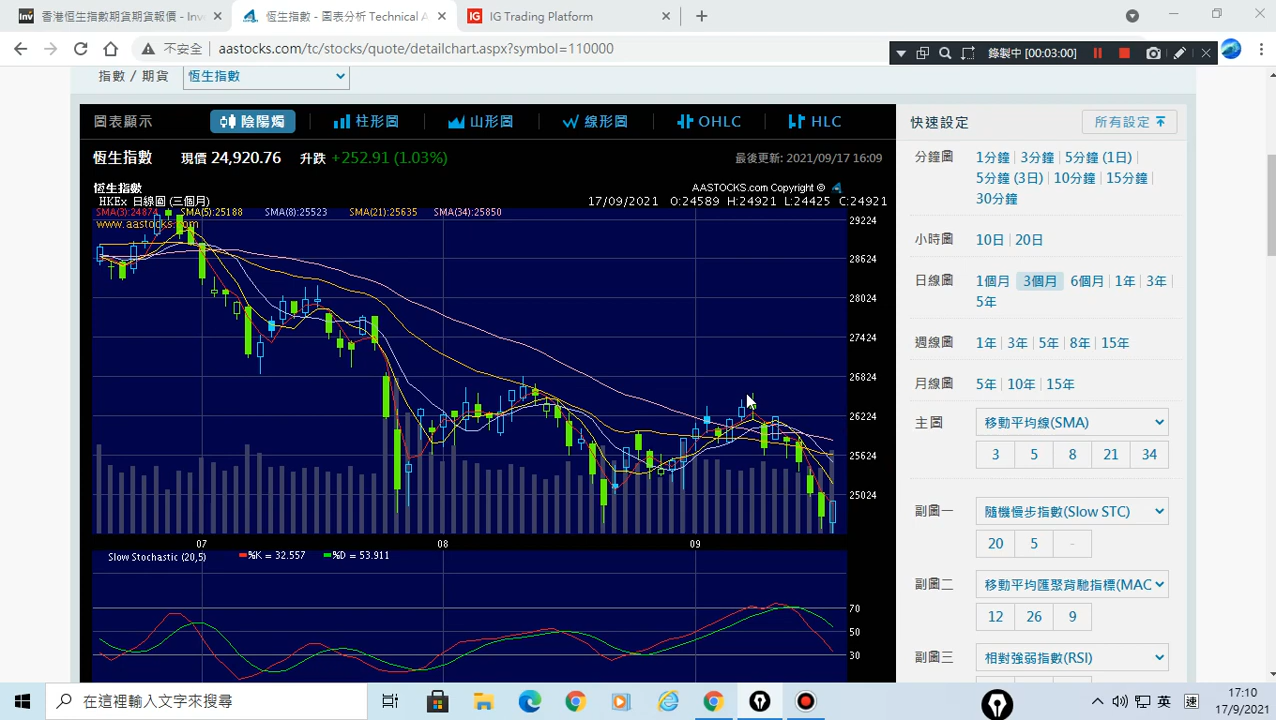 香港恒生指數期貨期貨報價 - Inv
恆生指數 - 圖表分析 Technical A
IG Trading Platform
不安全
aastocks.com/tc/stocks/quote/detailchart.aspx?symbol=110000
錄製中 [00:03:00]
指數 / 期貨 恆生指數
圖表顯示 陰陽燭 柱形圖 山形圖 線形圖 OHLC HLC
恆生指數 現價 24,920.76 升跌 +252.91 (1.03%)
最後更新: 2021/09/17 16:09
恆生指數
AASTOCKS.com Copyright ©
HKEx 日線圖 (三個月)
17/09/2021 O:24589 H:24921 L:24425 C:24921
SMA(3):24874 SMA(5):25188 SMA(8):25523 SMA(21):25635 SMA(34):25850
www.aastocks.com
29224
28624
28024
27424
26824
26224
25624
25024
07 08 09
Slow Stochastic (20,5) %K = 32.557 %D = 53.911
70
50
30
快速設定 所有設定
分鐘圖 1分鐘 | 3分鐘 | 5分鐘 (1日) |
5分鐘 (3日) | 10分鐘 | 15分鐘 |
30分鐘
小時圖 10日 | 20日
日線圖 1個月 3個月 6個月 | 1年 | 3年 |
5年
週線圖 1年 | 3年 | 5年 | 8年 | 15年
月線圖 5年 | 10年 | 15年
主圖 移動平均線(SMA)
3 5 8 21 34
副圖一 隨機慢步指數(Slow STC)
20 5 -
副圖二 移動平均匯聚背馳指標(MAC
12 26 9
副圖三 相對強弱指數(RSI)
在這裡輸入文字來搜尋
英
速
17:10
17/9/2021